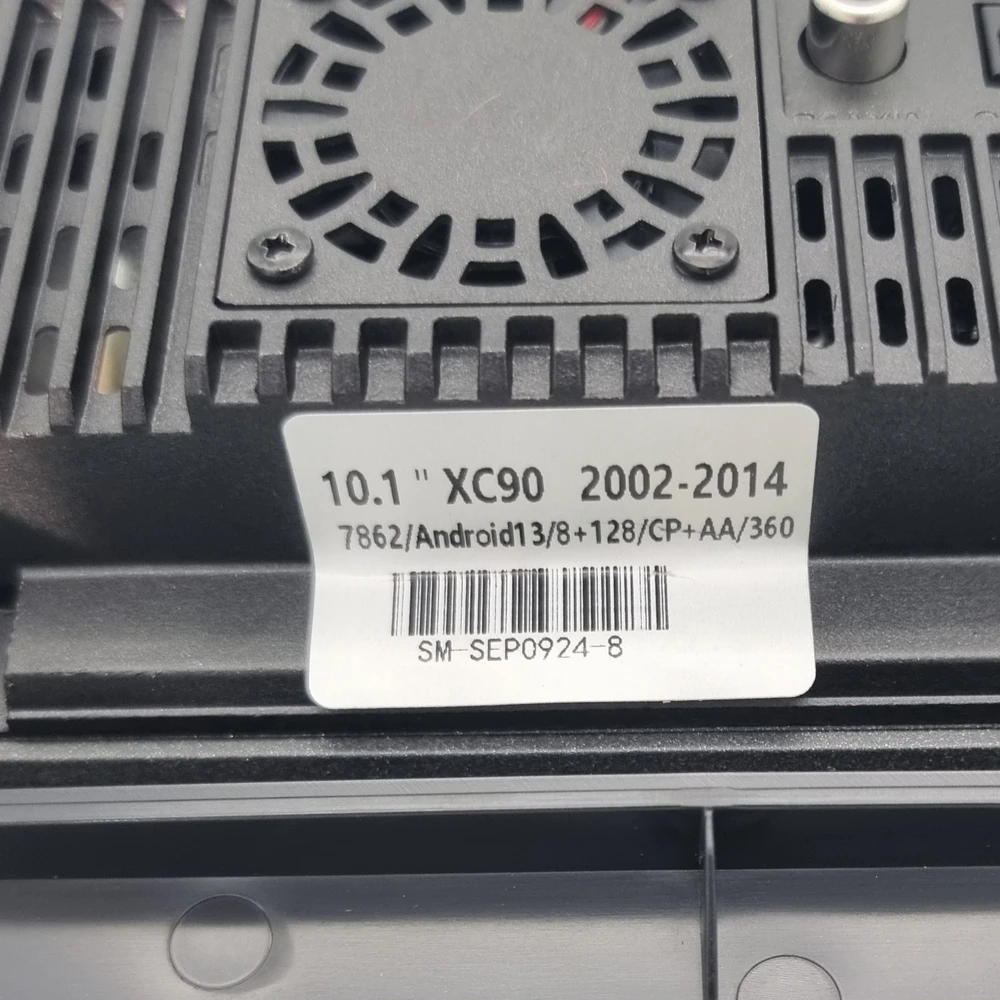 10.1" XC90 2002-2014
7862/Android13/8+128/CP+AA/360
SM-SEP0924-8